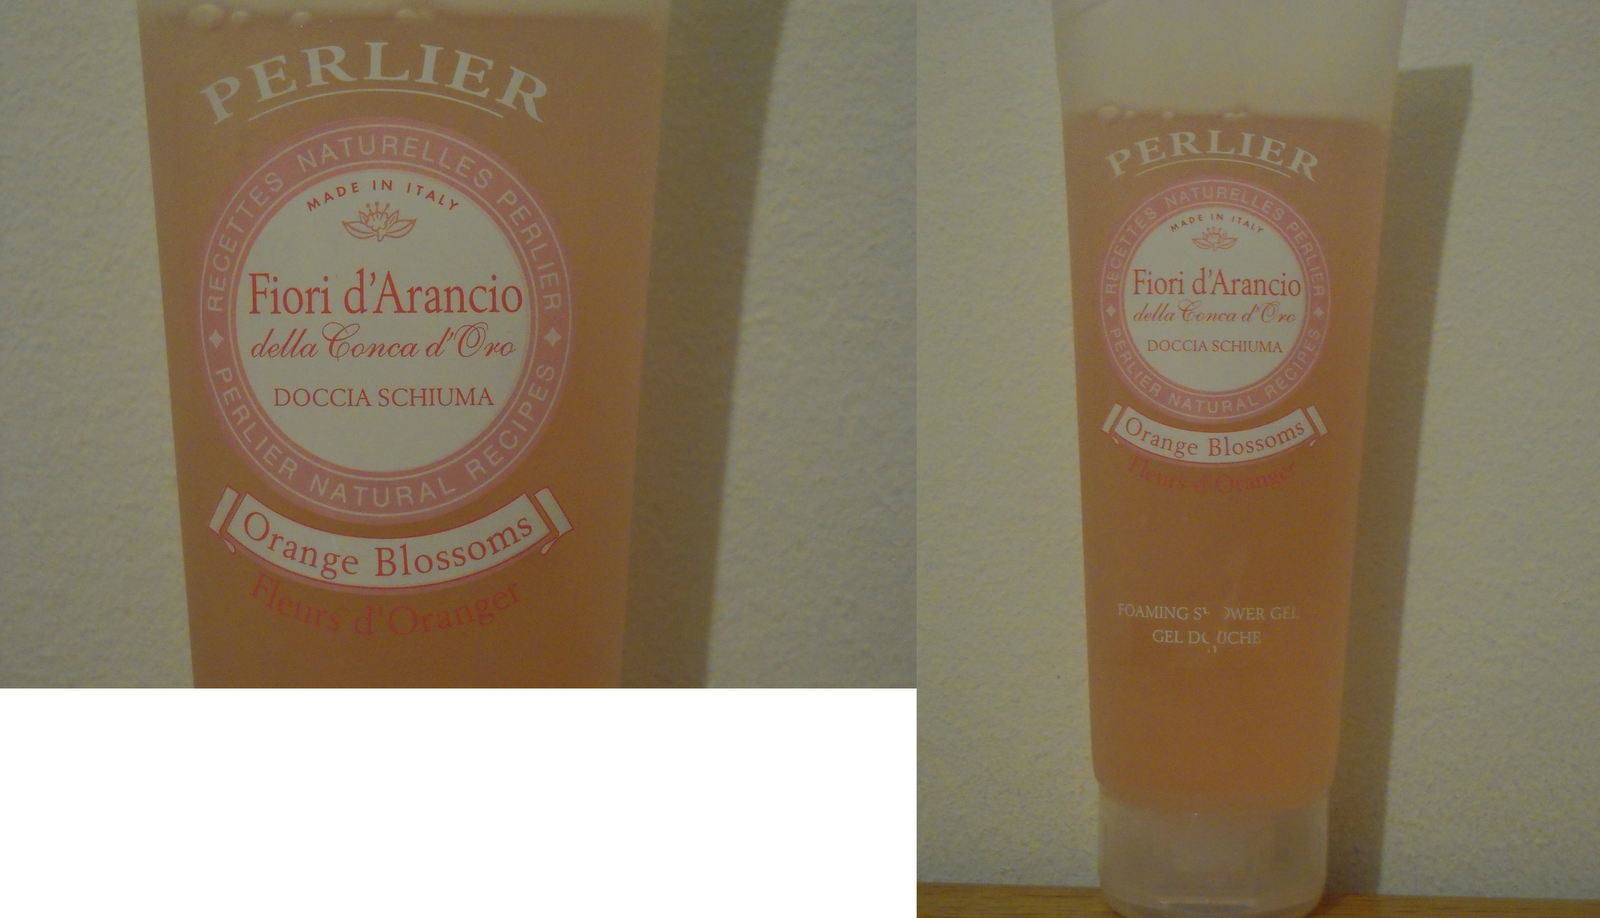 PERLIER
RECETTES NATURELLES PERLIER
MADE IN ITALY
Fiori d'Arancio
della Conca d'Oro
DOCCIA SCHIUMA
PERLIER NATURAL RECIPES
Orange Blossoms
Fleurs d'Oranger
PERLIER
RECETTES NATURELLES PERLIER
MADE IN ITALY
Fiori d'Arancio
della Conca d'Oro
DOCCIA SCHIUMA
PERLIER NATURAL RECIPES
Orange Blossoms
Fleurs d'Oranger
FOAMING SHOWER GEL
GEL DOUCHE